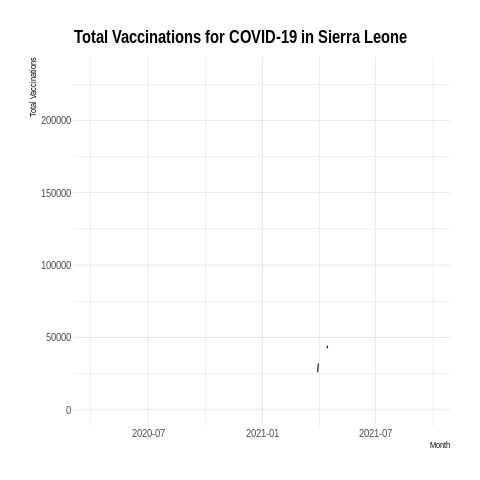 Total Vaccinations for COVID-19 in Sierra Leone
Total Vaccinations
200000
150000
100000
50000
0
2020-07 2021-01 2021-07
Month